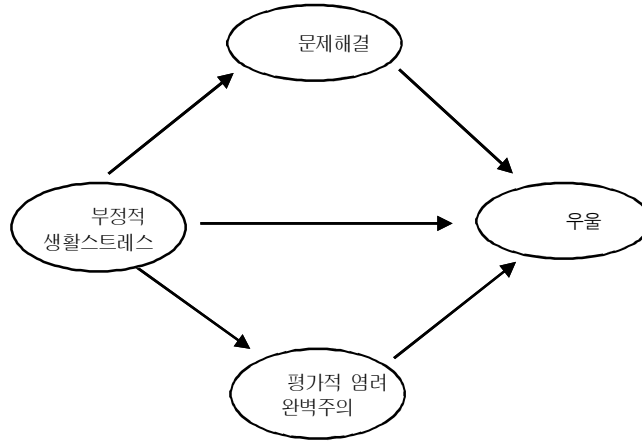 문제해결
부정적
생활스트레스
우울
평가적 염려
완벽주의